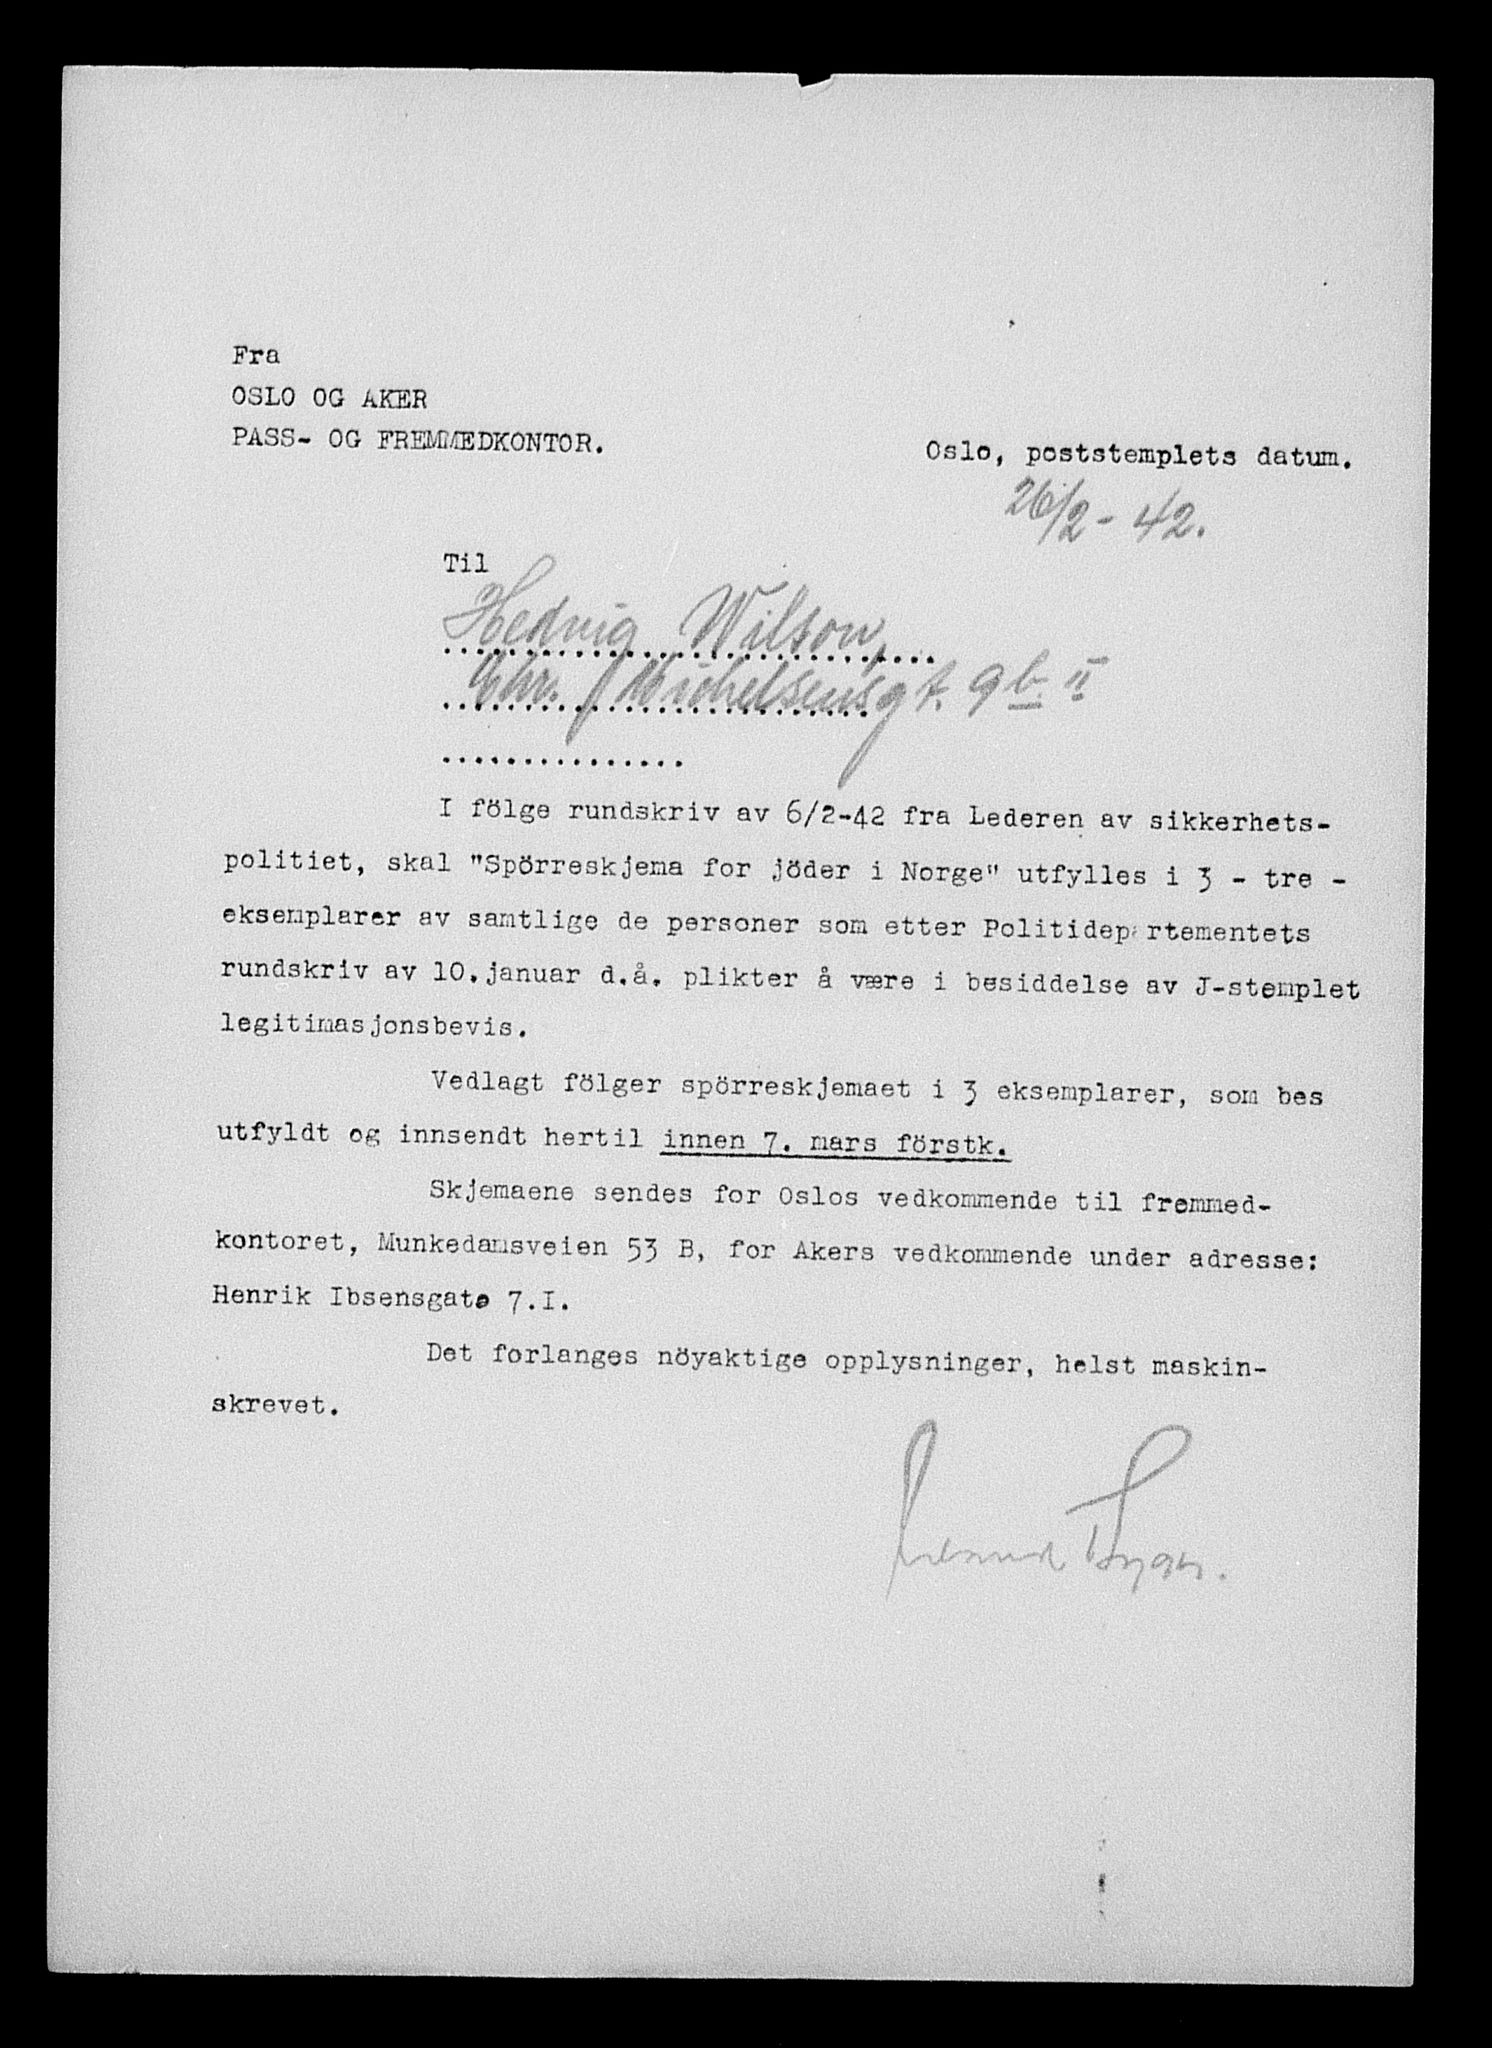 Fra
OSLO OG AKER
PASS- OG FREMMEDKONTOR.
Oslo, poststemplets datum.
26/2 - 42.
Til
Hedvig Wilson,
Chr. Michelsensgt. 9b II
I fölge rundskriv av 6/2-42 fra Lederen av sikkerhets-
politiet, skal "Spörreskjema for jöder i Norge" utfylles i 3 - tre -
eksemplarer av samtlige de personer som etter Politidepartementets
rundskriv av 10.januar d.å. plikter å være i besiddelse av J-stemplet
legitimasjonsbevis.
Vedlagt fölger spörreskjemaet i 3 eksemplarer, som bes
utfyldt og innsendt hertil innen 7. mars förstk.
Skjemaene sendes for Oslos vedkommende til fremmed-
kontoret, Munkedamsveien 53 B, for Akers vedkommende under adresse:
Henrik Ibsensgate 7.I.
Det forlanges nöyaktige opplysninger, helst maskin-
skrevet.